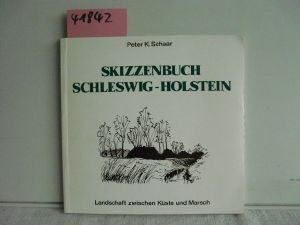 41842
Peter K. Schaar
SKIZZENBUCH
SCHLESWIG-HOLSTEIN
Landschaft zwischen Küste und Marsch